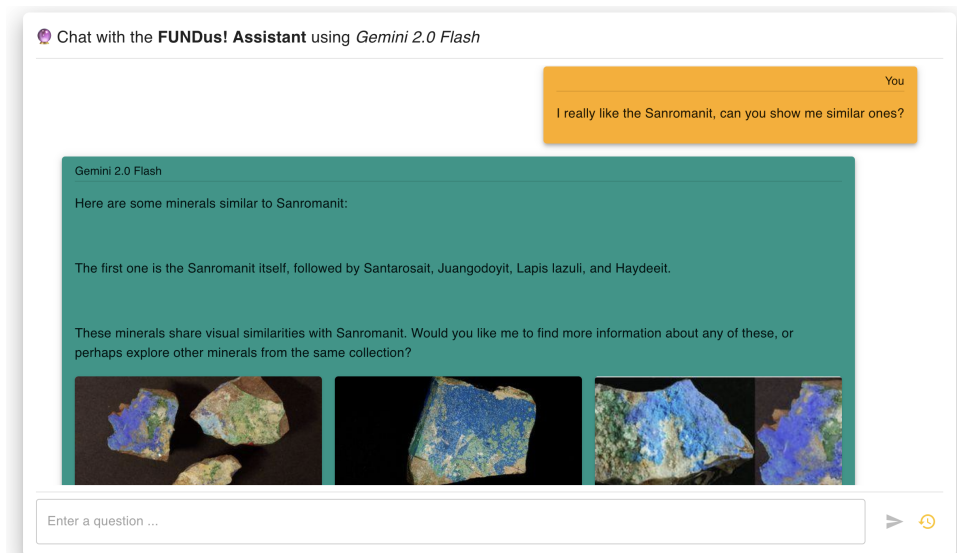 Chat with the FUNDus! Assistant using Gemini 2.0 Flash
You
I really like the Sanromanit, can you show me similar ones?
Gemini 2.0 Flash
Here are some minerals similar to Sanromanit:
The first one is the Sanromanit itself, followed by Santarosait, Juangodoyit, Lapis lazuli, and Haydeeit.
These minerals share visual similarities with Sanromanit. Would you like me to find more information about any of these, or
perhaps explore other minerals from the same collection?
Enter a question ...